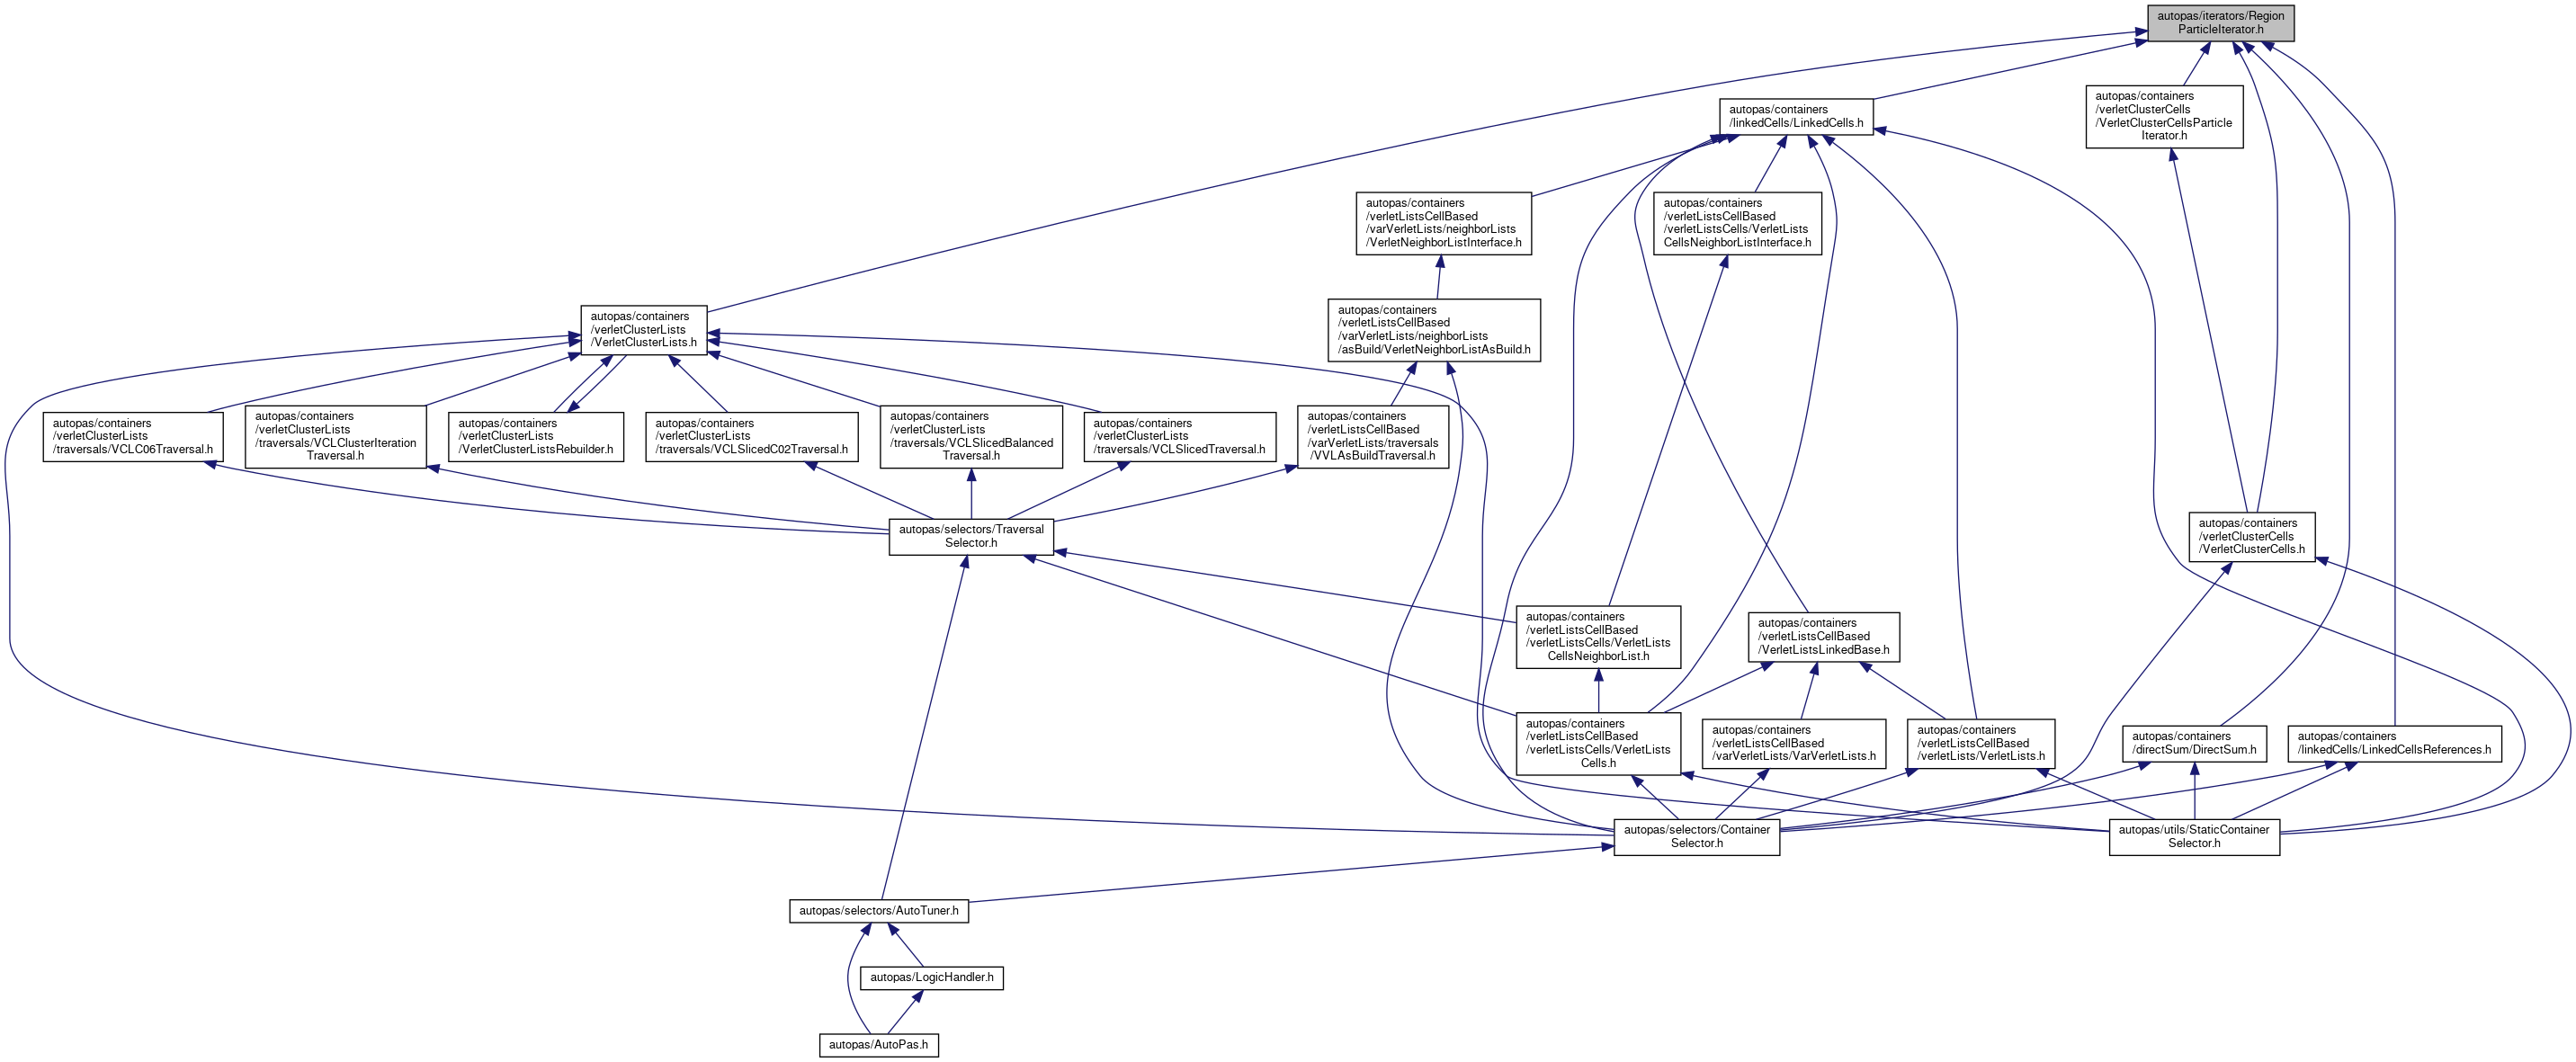 autopas/iterators/Region
ParticleIterator.h
autopas/containers
/linkedCells/LinkedCells.h
autopas/containers
/verletClusterCells
/VerletClusterCellsParticle
Iterator.h
autopas/containers
/verletListsCellBased
/varVerletLists/neighborLists
/VerletNeighborListInterface.h
autopas/containers
/verletListsCellBased
/verletListsCells/VerletLists
CellsNeighborListInterface.h
autopas/containers
/verletClusterLists
/VerletClusterLists.h
autopas/containers
/verletListsCellBased
/varVerletLists/neighborLists
/asBuild/VerletNeighborListAsBuild.h
autopas/containers
/verletClusterLists
/traversals/VCLC06Traversal.h
autopas/containers
/verletClusterLists
/traversals/VCLClusterIteration
Traversal.h
autopas/containers
/verletClusterLists
/VerletClusterListsRebuilder.h
autopas/containers
/verletClusterLists
/traversals/VCLSlicedC02Traversal.h
autopas/containers
/verletClusterLists
/traversals/VCLSlicedBalanced
Traversal.h
autopas/containers
/verletClusterLists
/traversals/VCLSlicedTraversal.h
autopas/containers
/verletListsCellBased
/varVerletLists/traversals
/VVLAsBuildTraversal.h
autopas/selectors/Traversal
Selector.h
autopas/containers
/verletClusterCells
/VerletClusterCells.h
autopas/containers
/verletListsCellBased
/verletListsCells/VerletLists
CellsNeighborList.h
autopas/containers
/verletListsCellBased
/VerletListsLinkedBase.h
autopas/containers
/verletListsCellBased
/verletListsCells/VerletLists
Cells.h
autopas/containers
/verletListsCellBased
/varVerletLists/VarVerletLists.h
autopas/containers
/verletListsCellBased
/verletLists/VerletLists.h
autopas/containers
/directSum/DirectSum.h
autopas/containers
/linkedCells/LinkedCellsReferences.h
autopas/selectors/Container
Selector.h
autopas/utils/StaticContainer
Selector.h
autopas/selectors/AutoTuner.h
autopas/LogicHandler.h
autopas/AutoPas.h